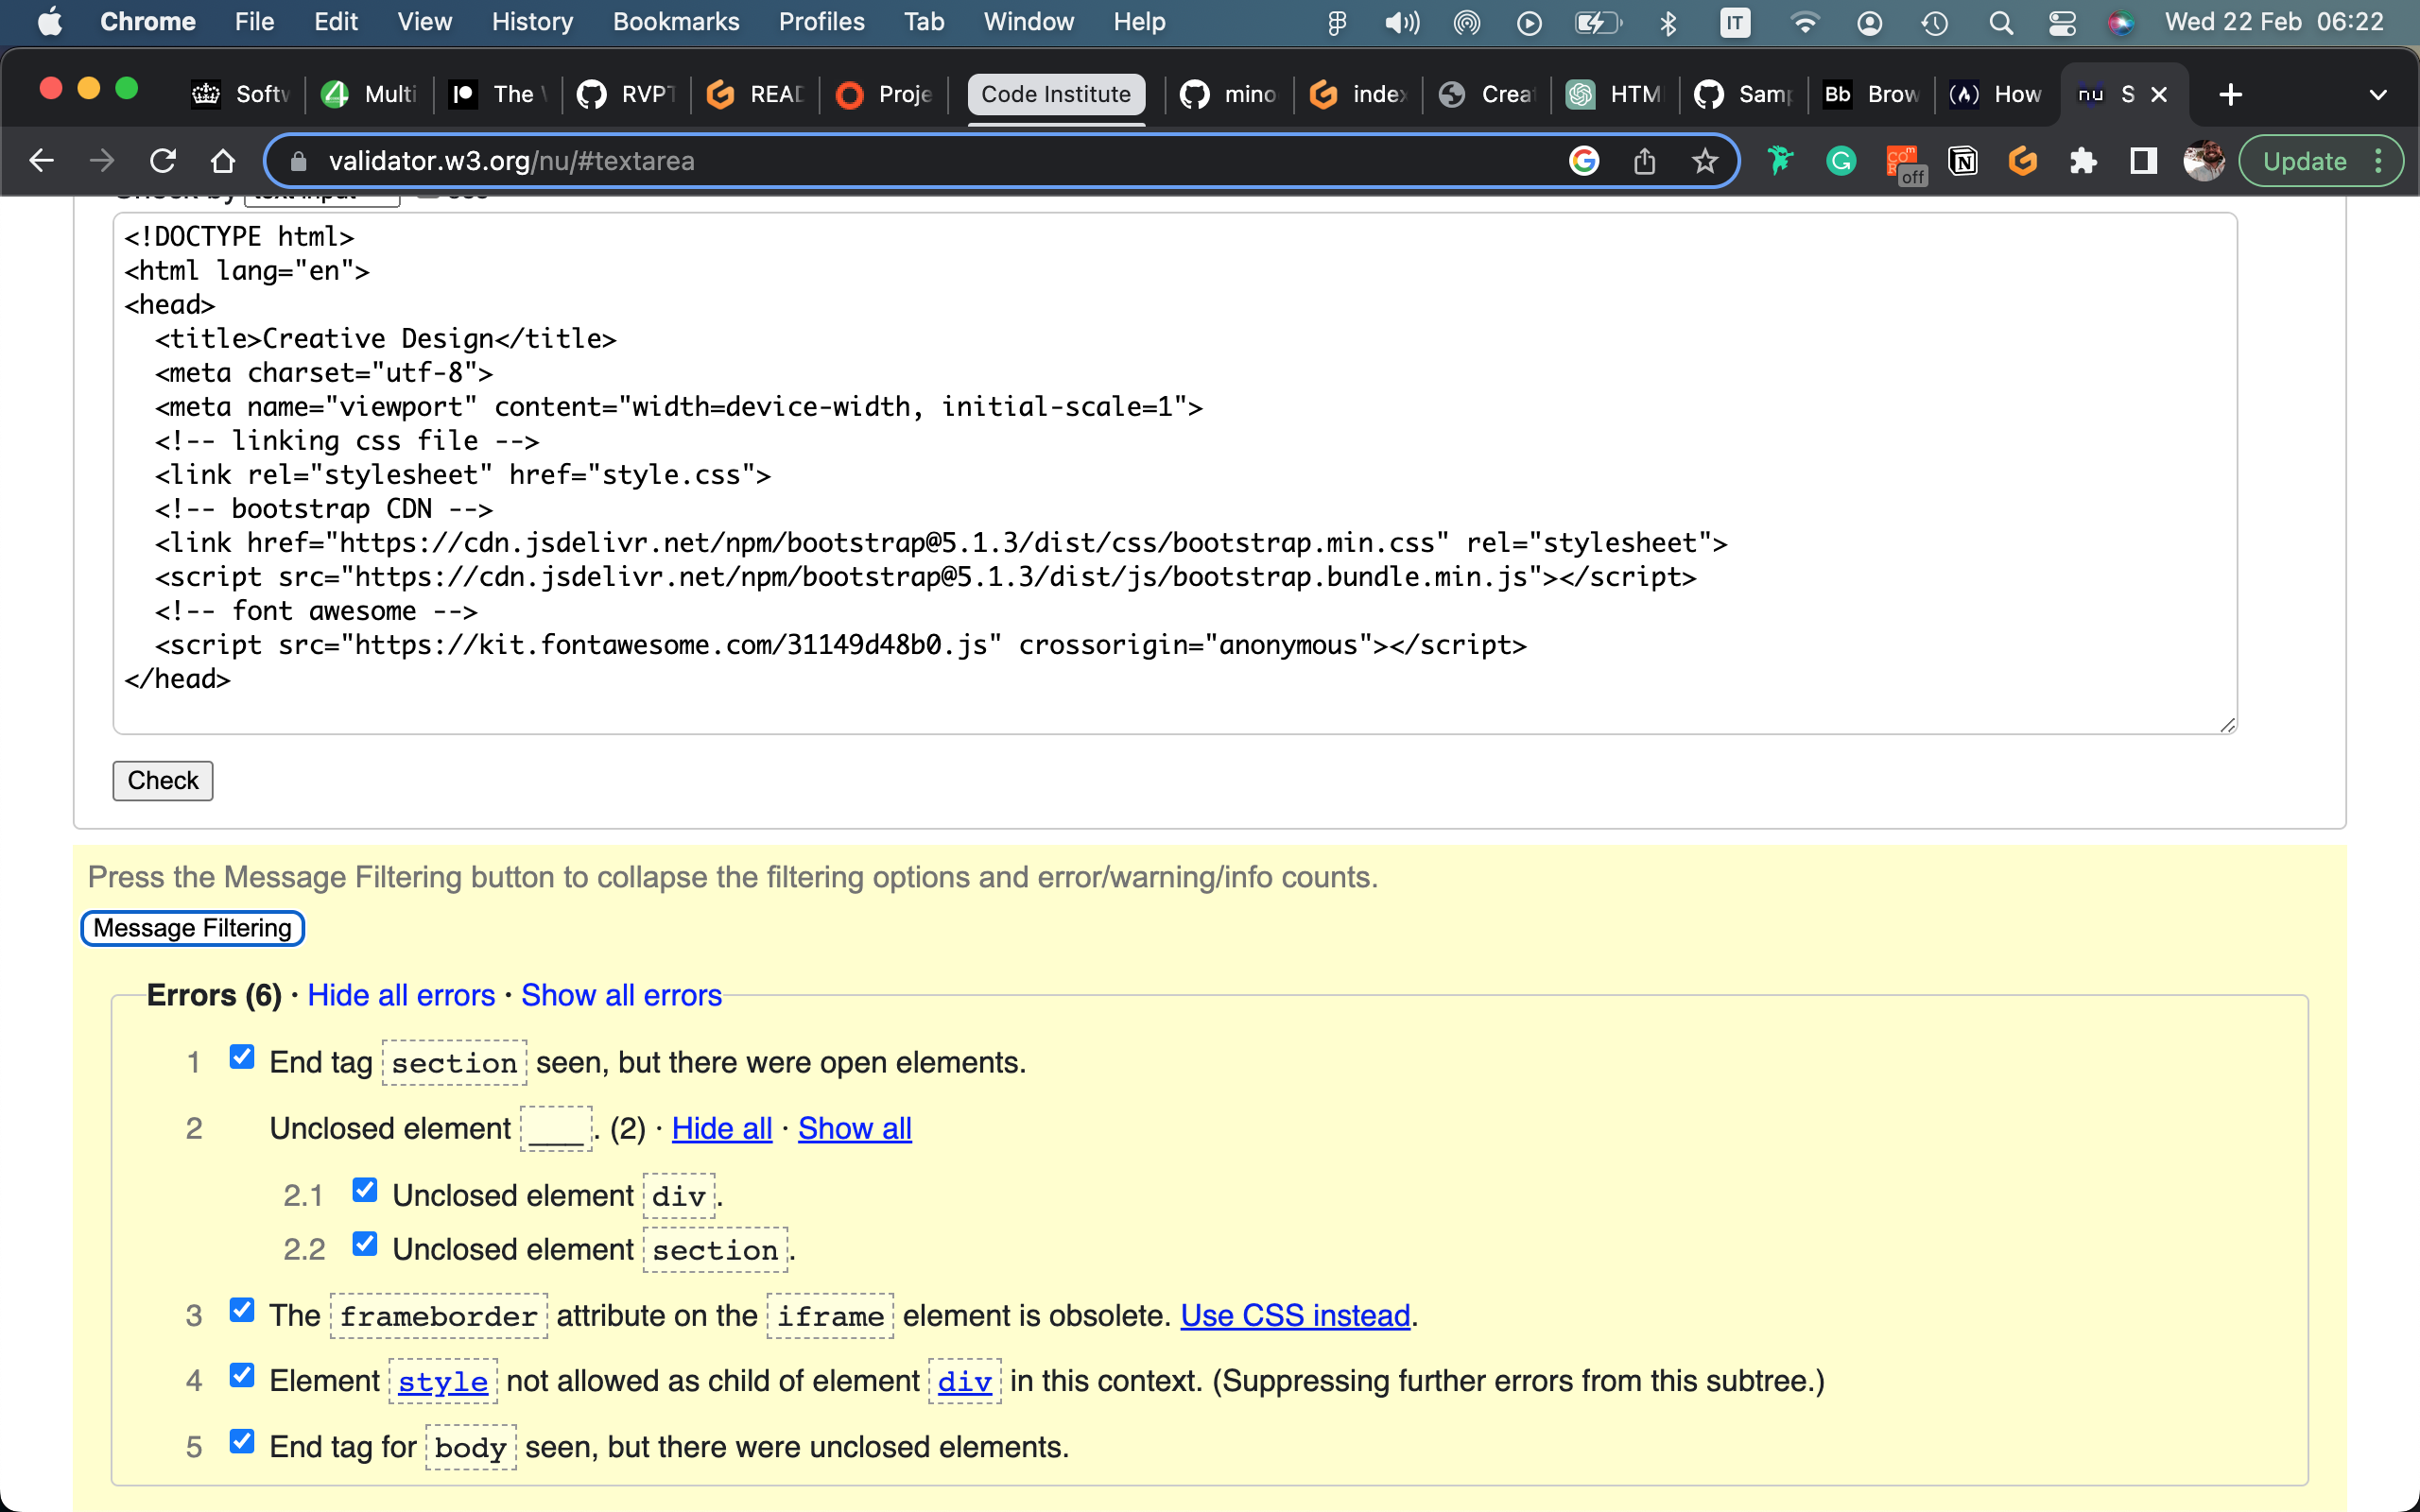 Chrome File Edit View History Bookmarks Profiles Tab Window Help IT Wed 22 Feb 06:22
Softw Multi The RVPT READ Proje Code Institute mino index Crea HTM Samp Bb Brow How nu S
validator.w3.org/nu/#textarea off Update
<!DOCTYPE html>
<html lang="en">
<head>
<title>Creative Design</title>
<meta charset="utf-8">
<meta name="viewport" content="width=device-width, initial-scale=1">
<!-- linking css file -->
<link rel="stylesheet" href="style.css">
<!-- bootstrap CDN -->
<link href="https://cdn.jsdelivr.net/npm/bootstrap@5.1.3/dist/css/bootstrap.min.css" rel="stylesheet">
<script src="https://cdn.jsdelivr.net/npm/bootstrap@5.1.3/dist/js/bootstrap.bundle.min.js"></script>
<!-- font awesome -->
<script src="https://kit.fontawesome.com/31149d48b0.js" crossorigin="anonymous"></script>
</head>
Check
Press the Message Filtering button to collapse the filtering options and error/warning/info counts.
Message Filtering
Errors (6) · Hide all errors · Show all errors
1 End tag section seen, but there were open elements.
2 Unclosed element ___. (2) · Hide all · Show all
2.1 Unclosed element div.
2.2 Unclosed element section.
3 The frameborder attribute on the iframe element is obsolete. Use CSS instead.
4 Element style not allowed as child of element div in this context. (Suppressing further errors from this subtree.)
5 End tag for body seen, but there were unclosed elements.